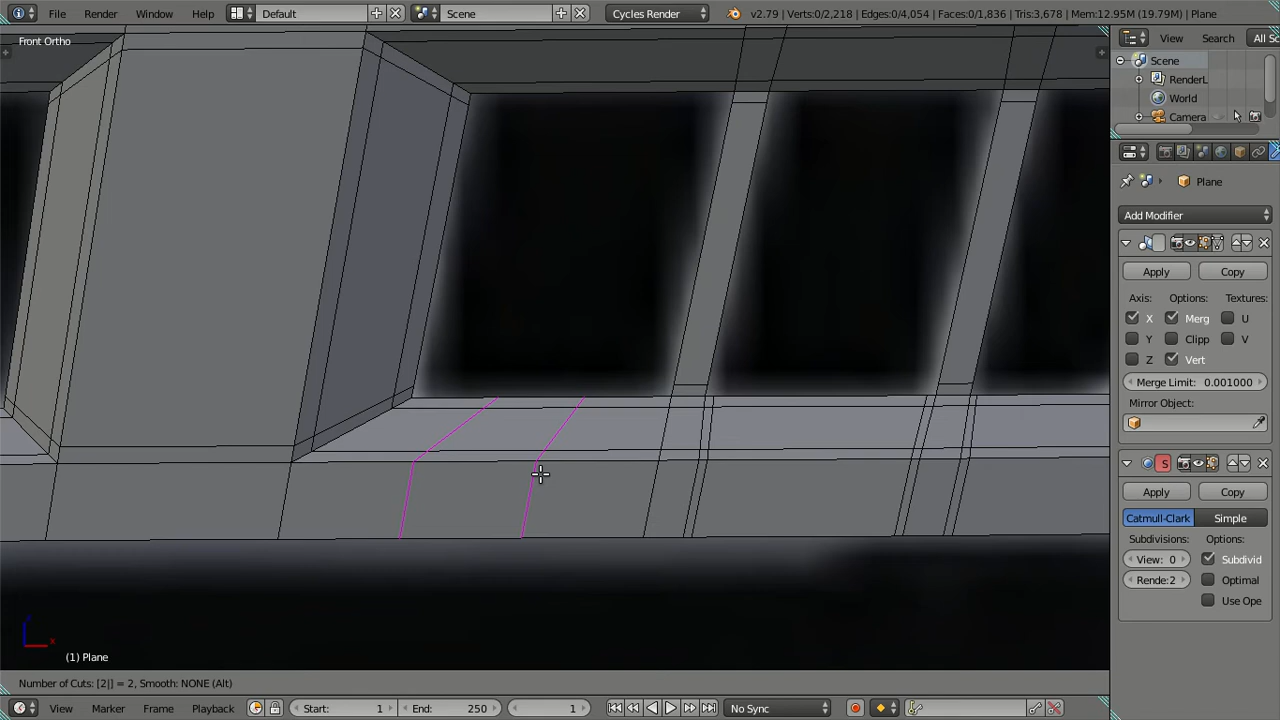 File Render Window Help Default Scene Cycles Render v2.79 | Verts:0/2,218 | Edges:0/4,054 | Faces:0/1,836 | Tris:3,678 | Mem:12.95M (19.79M) | Plane
Front Ortho
View Search All Sc
Scene
RenderL
World
Camera
Plane
Add Modifier
Apply Copy
Axis: Options: Textures:
X Merg U
Y Clipp V
Z Vert
Merge Limit: 0.001000
Mirror Object:
S
Apply Copy
Catmull-Clark Simple
Subdivisions: Options:
View: 0 Subdivid
Rende:2 Optimal
Use Ope
z
x
(1) Plane
Number of Cuts: [2|] = 2, Smooth: NONE (Alt)
View Marker Frame Playback Start: 1 End: 250 1 No Sync